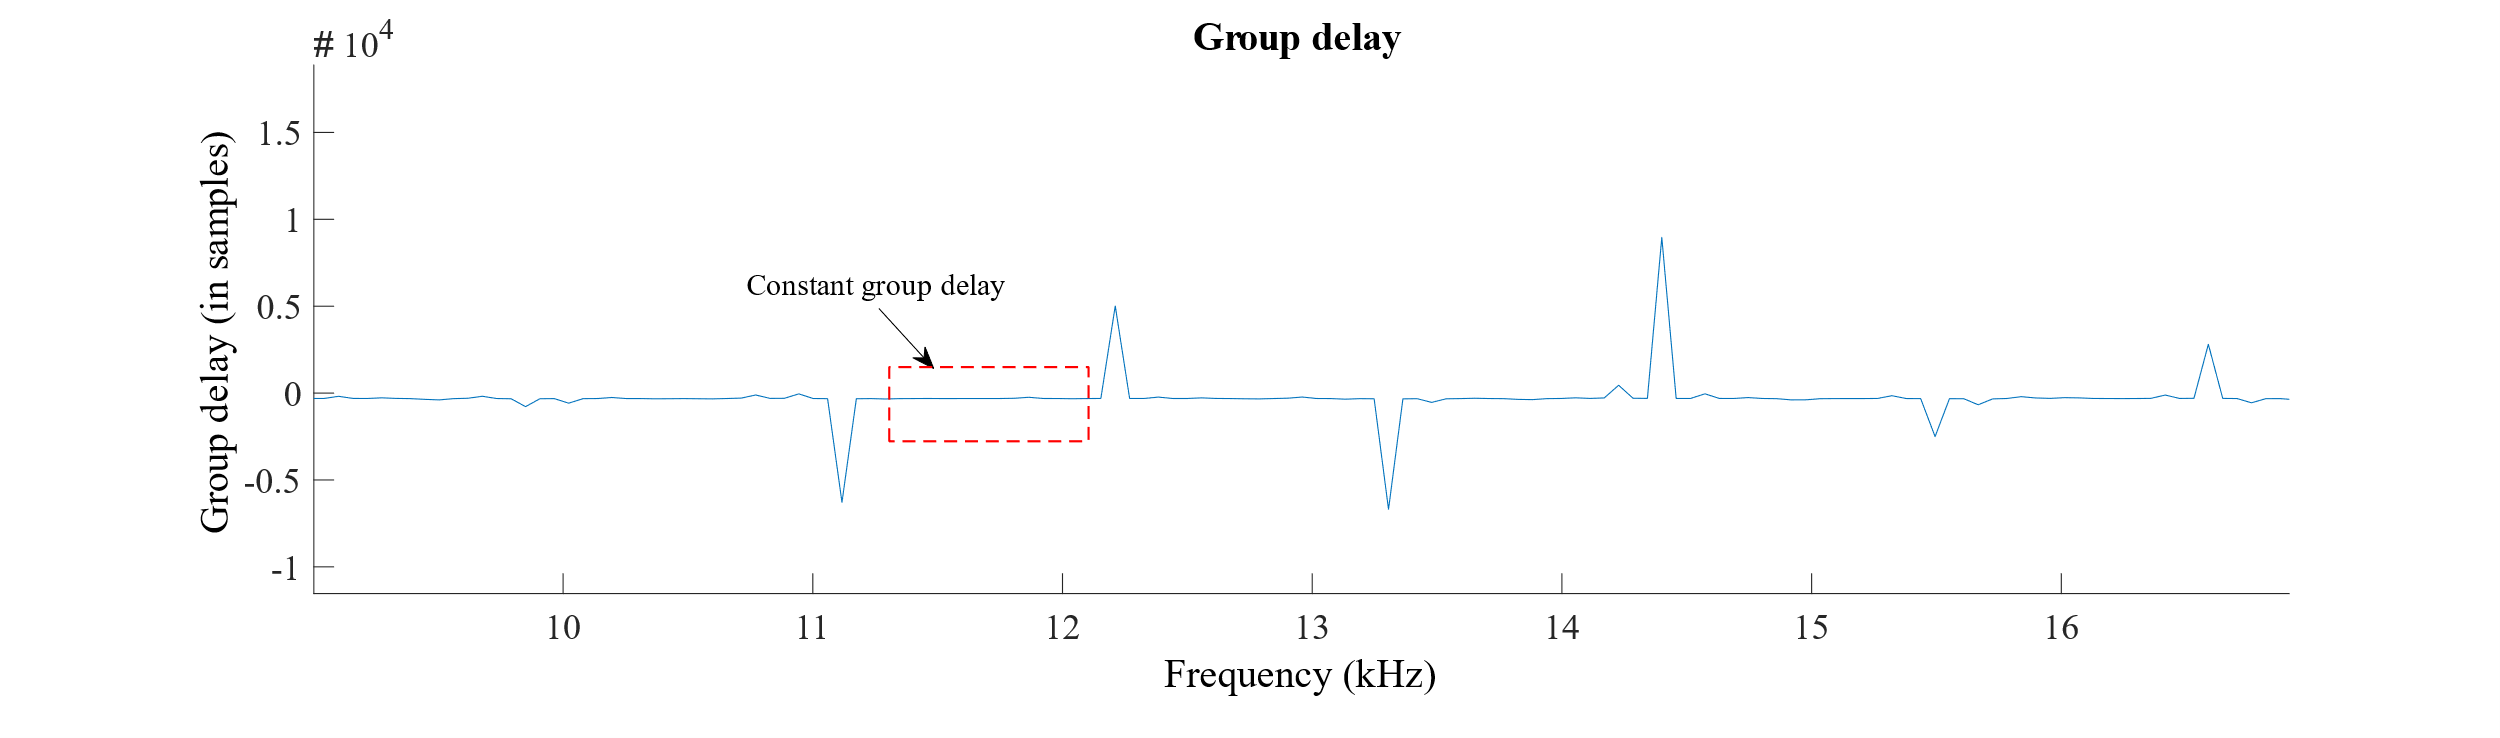 Group delay
# 10^4
1.5
1
0.5
0
-0.5
-1
Group delay (in samples)
Constant group delay
10 11 12 13 14 15 16
Frequency (kHz)